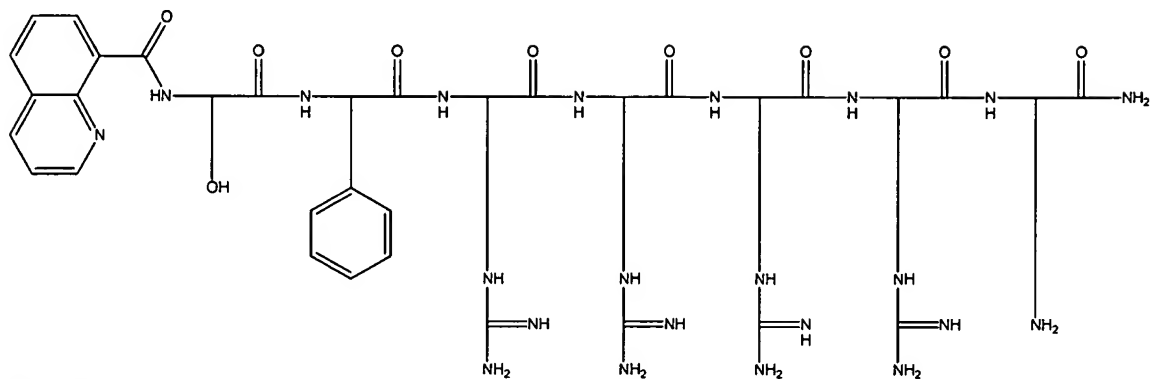 O O O O O O O O
HN N H N H N H N H N H N H NH₂
N
OH
NH NH NH NH
NH NH N H NH NH₂
NH₂ NH₂ NH₂ NH₂